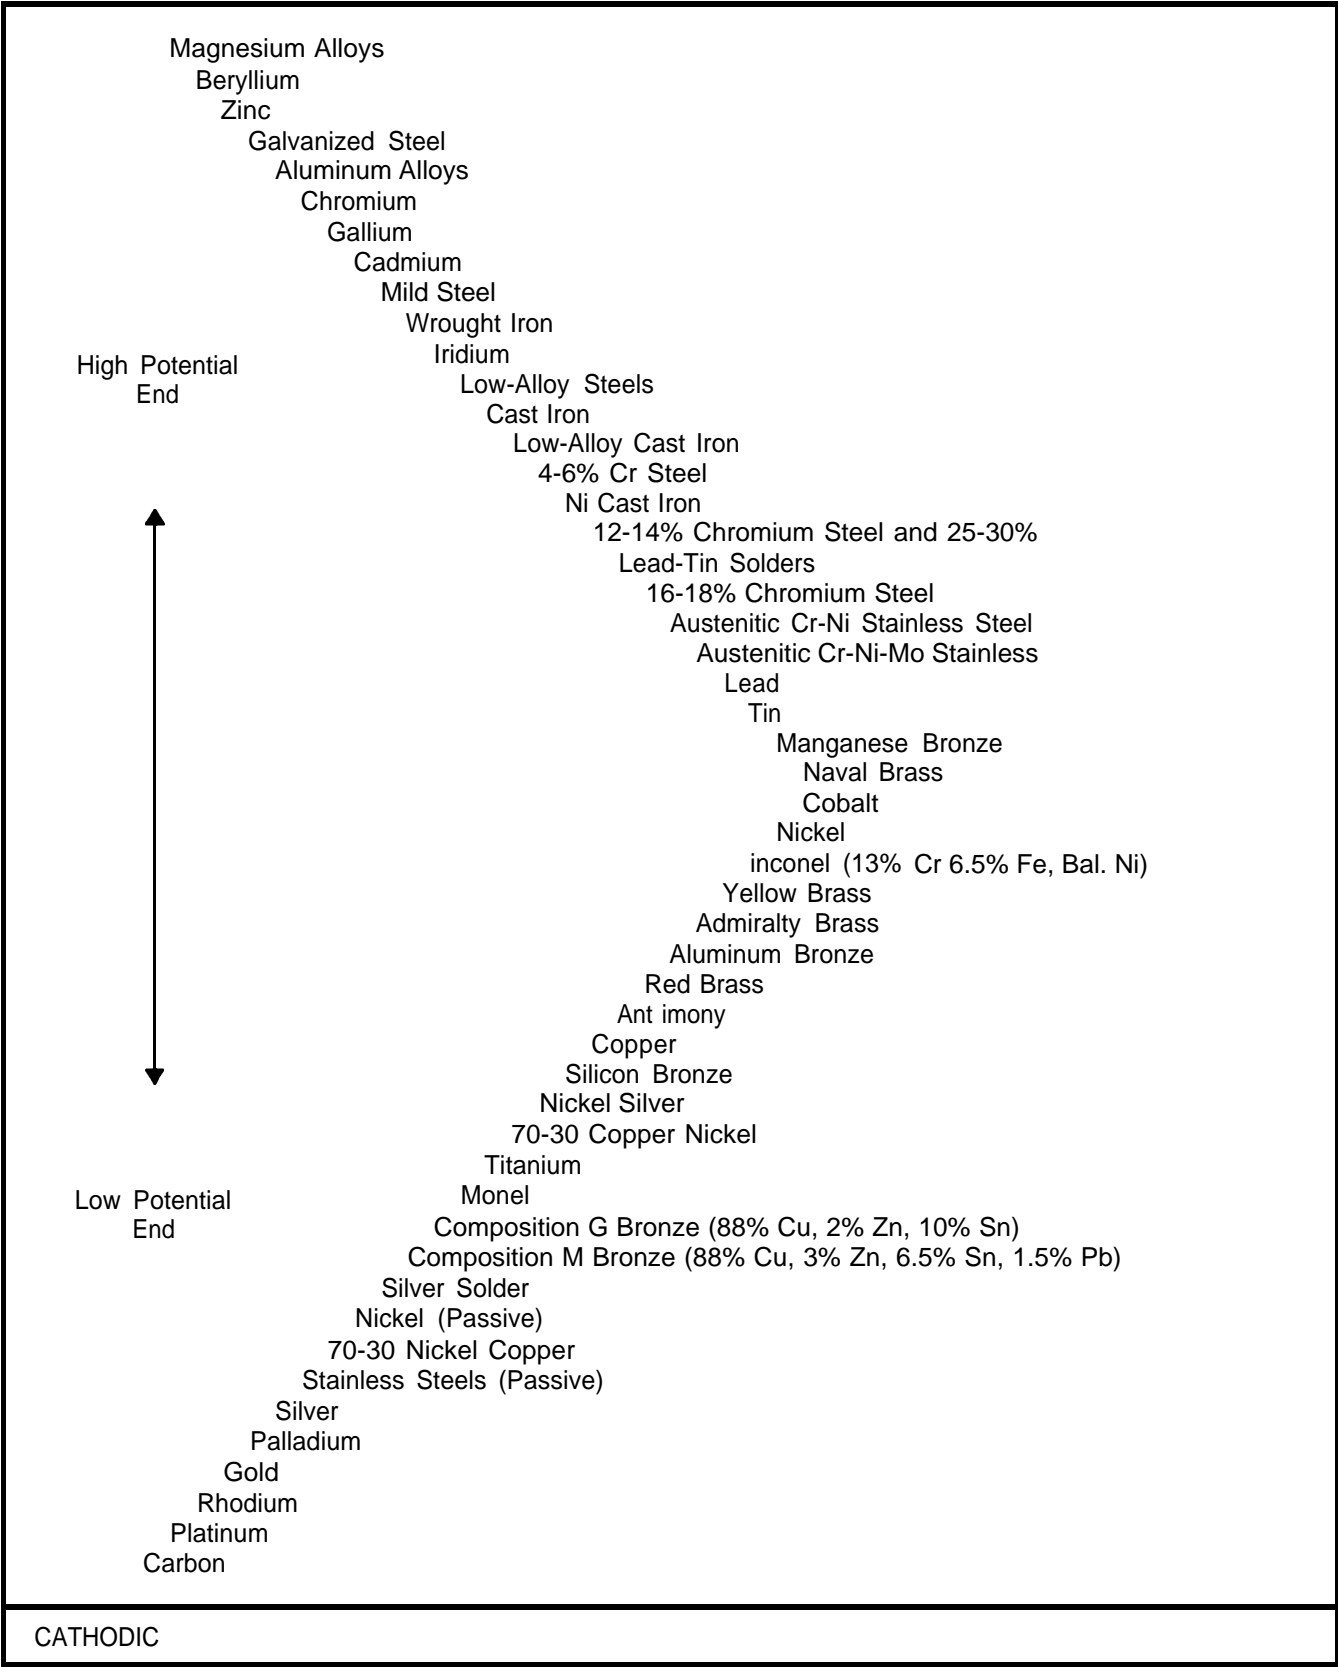 Magnesium Alloys
Beryllium
Zinc
Galvanized Steel
Aluminum Alloys
Chromium
Gallium
Cadmium
Mild Steel
Wrought Iron
Iridium
High Potential
End
Low-Alloy Steels
Cast Iron
Low-Alloy Cast Iron
4-6% Cr Steel
Ni Cast Iron
12-14% Chromium Steel and 25-30%
Lead-Tin Solders
16-18% Chromium Steel
Austenitic Cr-Ni Stainless Steel
Austenitic Cr-Ni-Mo Stainless
Lead
Tin
Manganese Bronze
Naval Brass
Cobalt
Nickel
inconel (13% Cr 6.5% Fe, Bal. Ni)
Yellow Brass
Admiralty Brass
Aluminum Bronze
Red Brass
Ant imony
Copper
Silicon Bronze
Nickel Silver
70-30 Copper Nickel
Titanium
Monel
Low Potential
End
Composition G Bronze (88% Cu, 2% Zn, 10% Sn)
Composition M Bronze (88% Cu, 3% Zn, 6.5% Sn, 1.5% Pb)
Silver Solder
Nickel (Passive)
70-30 Nickel Copper
Stainless Steels (Passive)
Silver
Palladium
Gold
Rhodium
Platinum
Carbon
CATHODIC